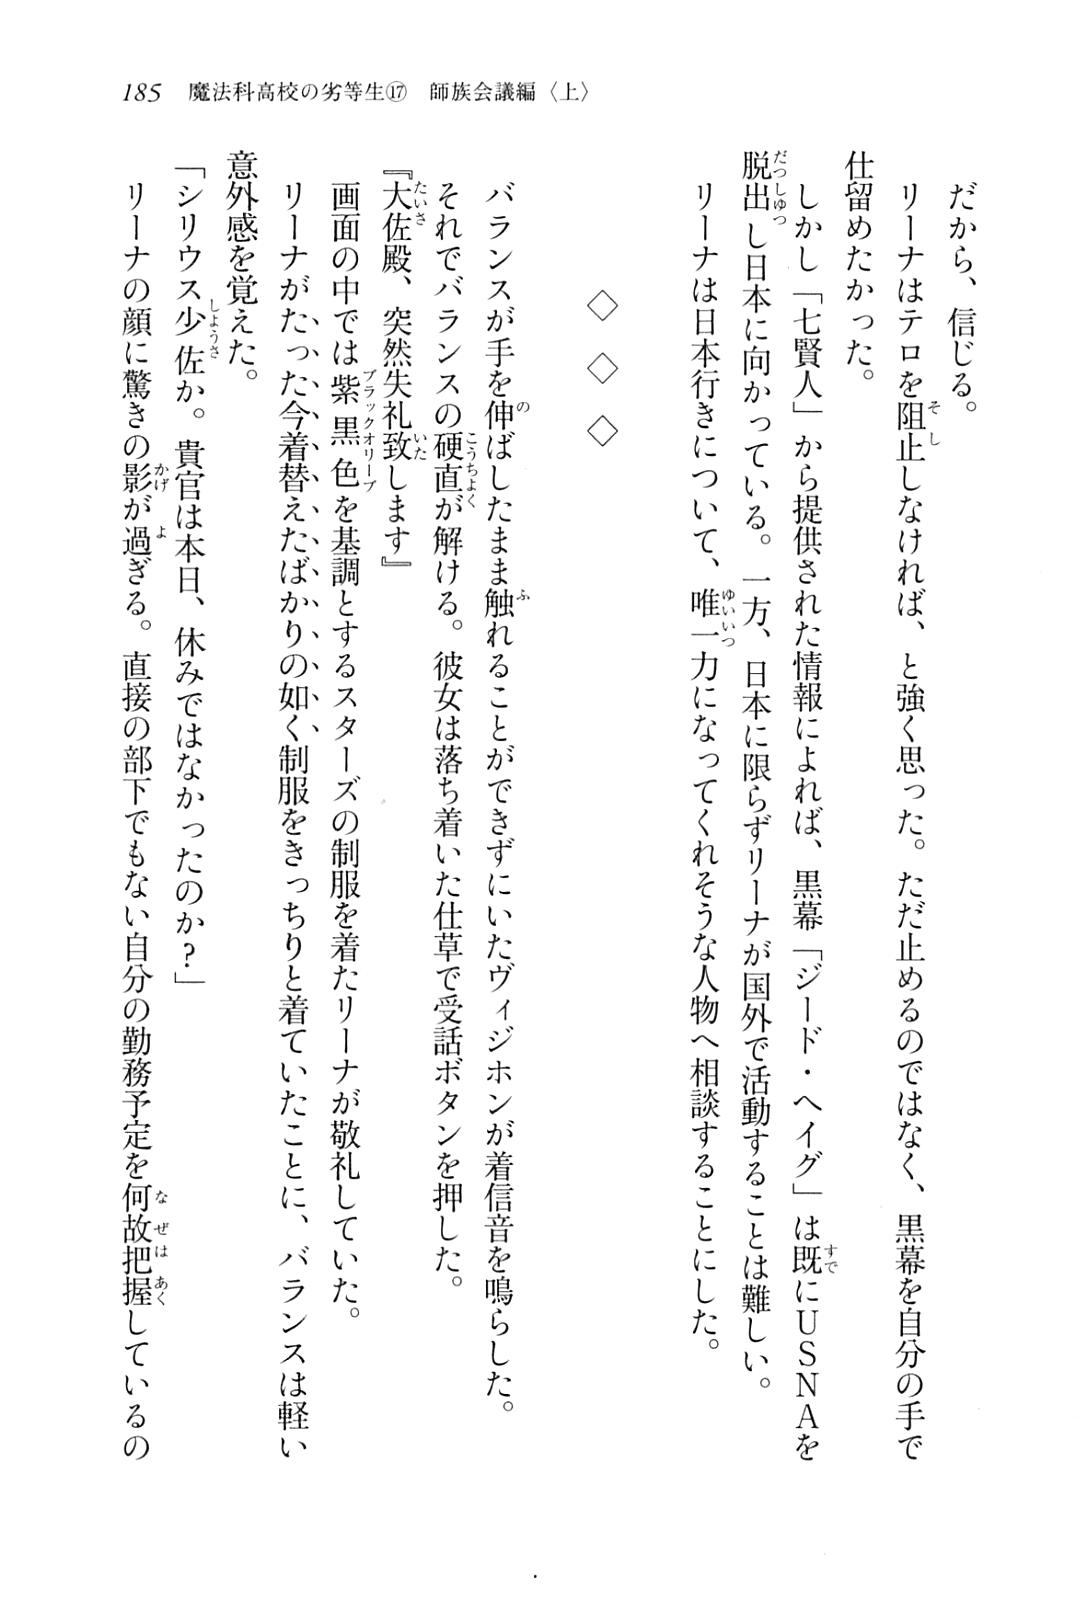 185　魔法科高校の劣等生⑰　師族会議編〈上〉
だから、信じる。
リーナはテロを阻止しなければ、と強く思った。ただ止めるのではなく、黒幕を自分の手で
仕留めたかった。
しかし「七賢人」から提供された情報によれば、黒幕「ジード・ヘイグ」は既にＵＳＮＡを
脱出し日本に向かっている。一方、日本に限らずリーナが国外で活動することは難しい。
リーナは日本行きについて、唯一力になってくれそうな人物へ相談することにした。
◇　◇　◇
バランスが手を伸ばしたまま触れることができずにいたヴィジホンが着信音を鳴らした。
それでバランスの硬直が解ける。彼女は落ち着いた仕草で受話ボタンを押した。
『大佐殿、突然失礼致します』
画面の中では紫黒色を基調とするスターズの制服を着たリーナが敬礼していた。
リーナがたった今着替えたばかりの如く制服をきっちりと着ていたことに、バランスは軽い
意外感を覚えた。
「シリウス少佐か。貴官は本日、休みではなかったのか？」
リーナの顔に驚きの影が過ぎる。直接の部下でもない自分の勤務予定を何故把握しているの